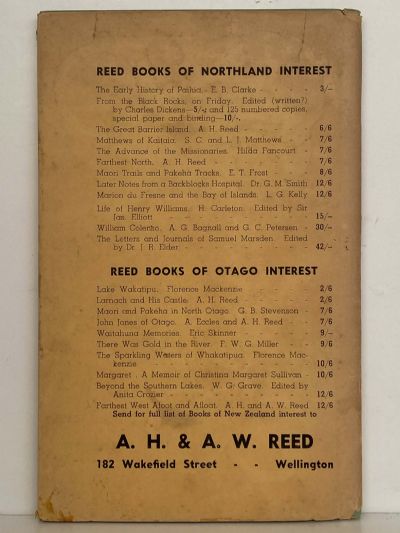 REED BOOKS OF NORTHLAND INTEREST
The Early History of Paihia. E. B. Clarke - - - - 3/-
From the Black Rocks, on Friday. Edited (written?)
by Charles Dickens—5/-; and 125 numbered copies,
special paper and binding—10/-.
The Great Barrier Island. A. H. Reed - - - 6/6
Matthews of Kaitaia. S. C. and L. J. Matthews - - 7/6
The Advance of the Missionaries. Hilda Fancourt - 7/6
Farthest North. A. H. Reed - - - - - 7/6
Maori Trails and Pakeha Tracks. E. T. Frost - - 8/6
Later Notes from a Backblocks Hospital. Dr. G. M. Smith 12/6
Marion du Fresne and the Bay of Islands. L. G. Kelly 12/6
Life of Henry Williams. H. Carleton. Edited by Sir
Jas. Elliott - - - - - - - 15/-
William Colenso. A. G. Bagnall and G. C. Petersen - 30/-
The Letters and Journals of Samuel Marsden. Edited
by Dr. J. R. Elder - - - - - - 42/-
REED BOOKS OF OTAGO INTEREST
Lake Wakatipu. Florence Mackenzie - - - - 2/6
Larnach and His Castle. A. H. Reed - - - 2/6
Maori and Pakeha in North Otago. G. B. Stevenson - 7/6
John Jones of Otago. A. Eccles and A. H. Reed - - 7/6
Waitahuna Memories. Eric Skinner - - - - 9/-
There Was Gold in the River. F. W. G. Miller - - 9/6
The Sparkling Waters of Whakatipua. Florence Mac-
kenzie - - - - - - - 10/6
Margaret. A Memoir of Christina Margaret Sullivan - 10/6
Beyond the Southern Lakes. W. G. Grave. Edited by
Anita Crozier - - - - - - 12/6
Farthest West Afoot and Afloat. A. H. and A. W. Reed 12/6
Send for full list of Books of New Zealand interest to
A. H. & A. W. REED
182 Wakefield Street - - Wellington